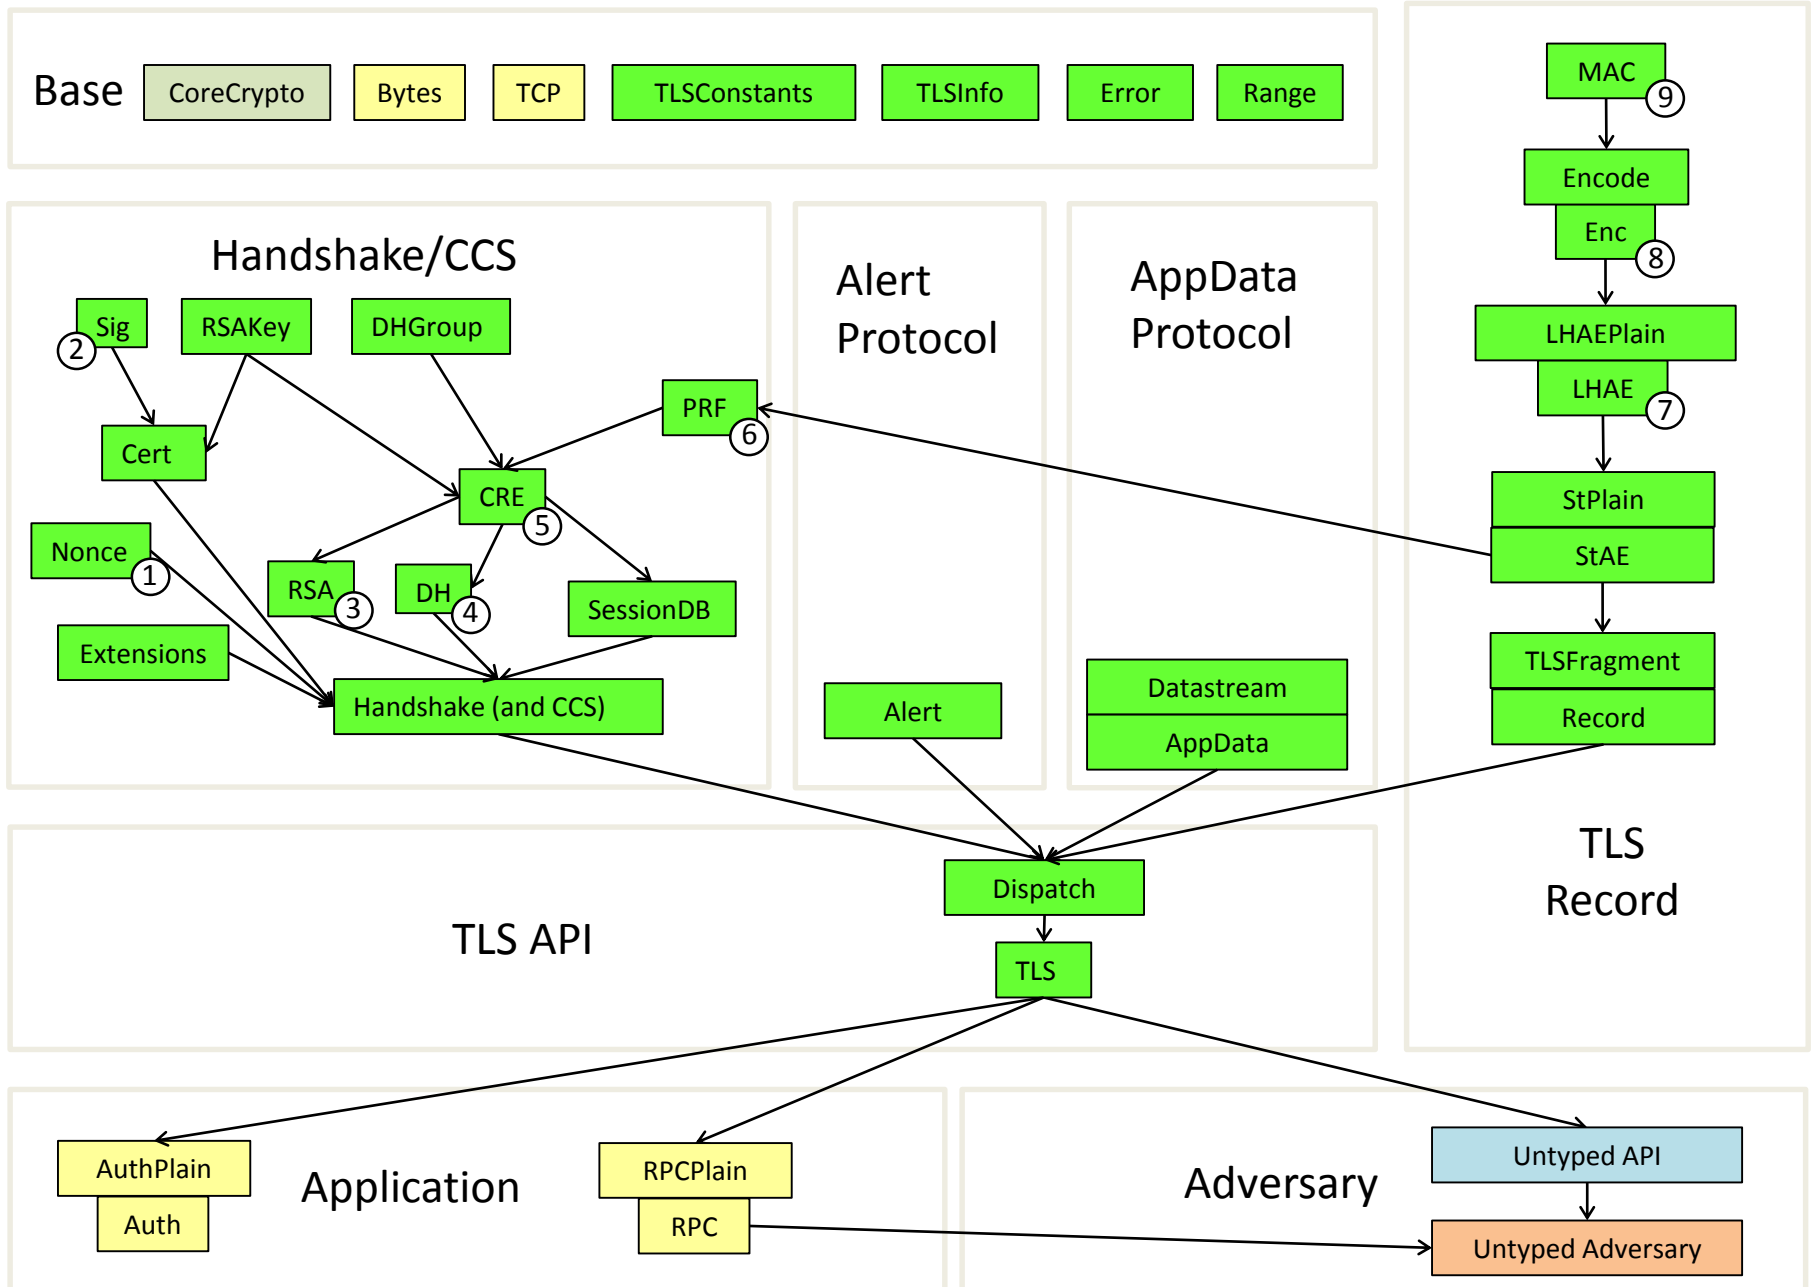 Base
CoreCrypto
Bytes
TCP
TLSConstants
TLSInfo
Error
Range
Handshake/CCS
Sig
2
RSAKey
DHGroup
PRF
6
Cert
CRE
5
Nonce
1
RSA
3
DH
4
SessionDB
Extensions
Handshake (and CCS)
Alert
Protocol
Alert
AppData
Protocol
Datastream
AppData
MAC
9
Encode
Enc
8
LHAEPlain
LHAE
7
StPlain
StAE
TLSFragment
Record
TLS
Record
TLS API
Dispatch
TLS
Application
AuthPlain
Auth
RPCPlain
RPC
Adversary
Untyped API
Untyped Adversary